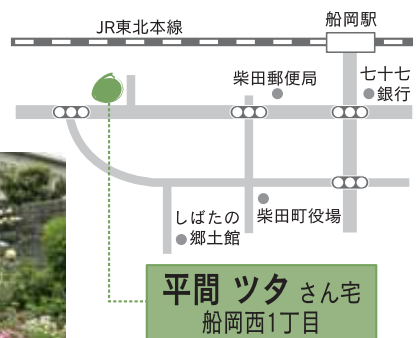 船岡駅
JR東北本線
七十七
銀行
柴田郵便局
しばたの
郷土館
柴田町役場
平間 ツタ さん宅
船岡西1丁目